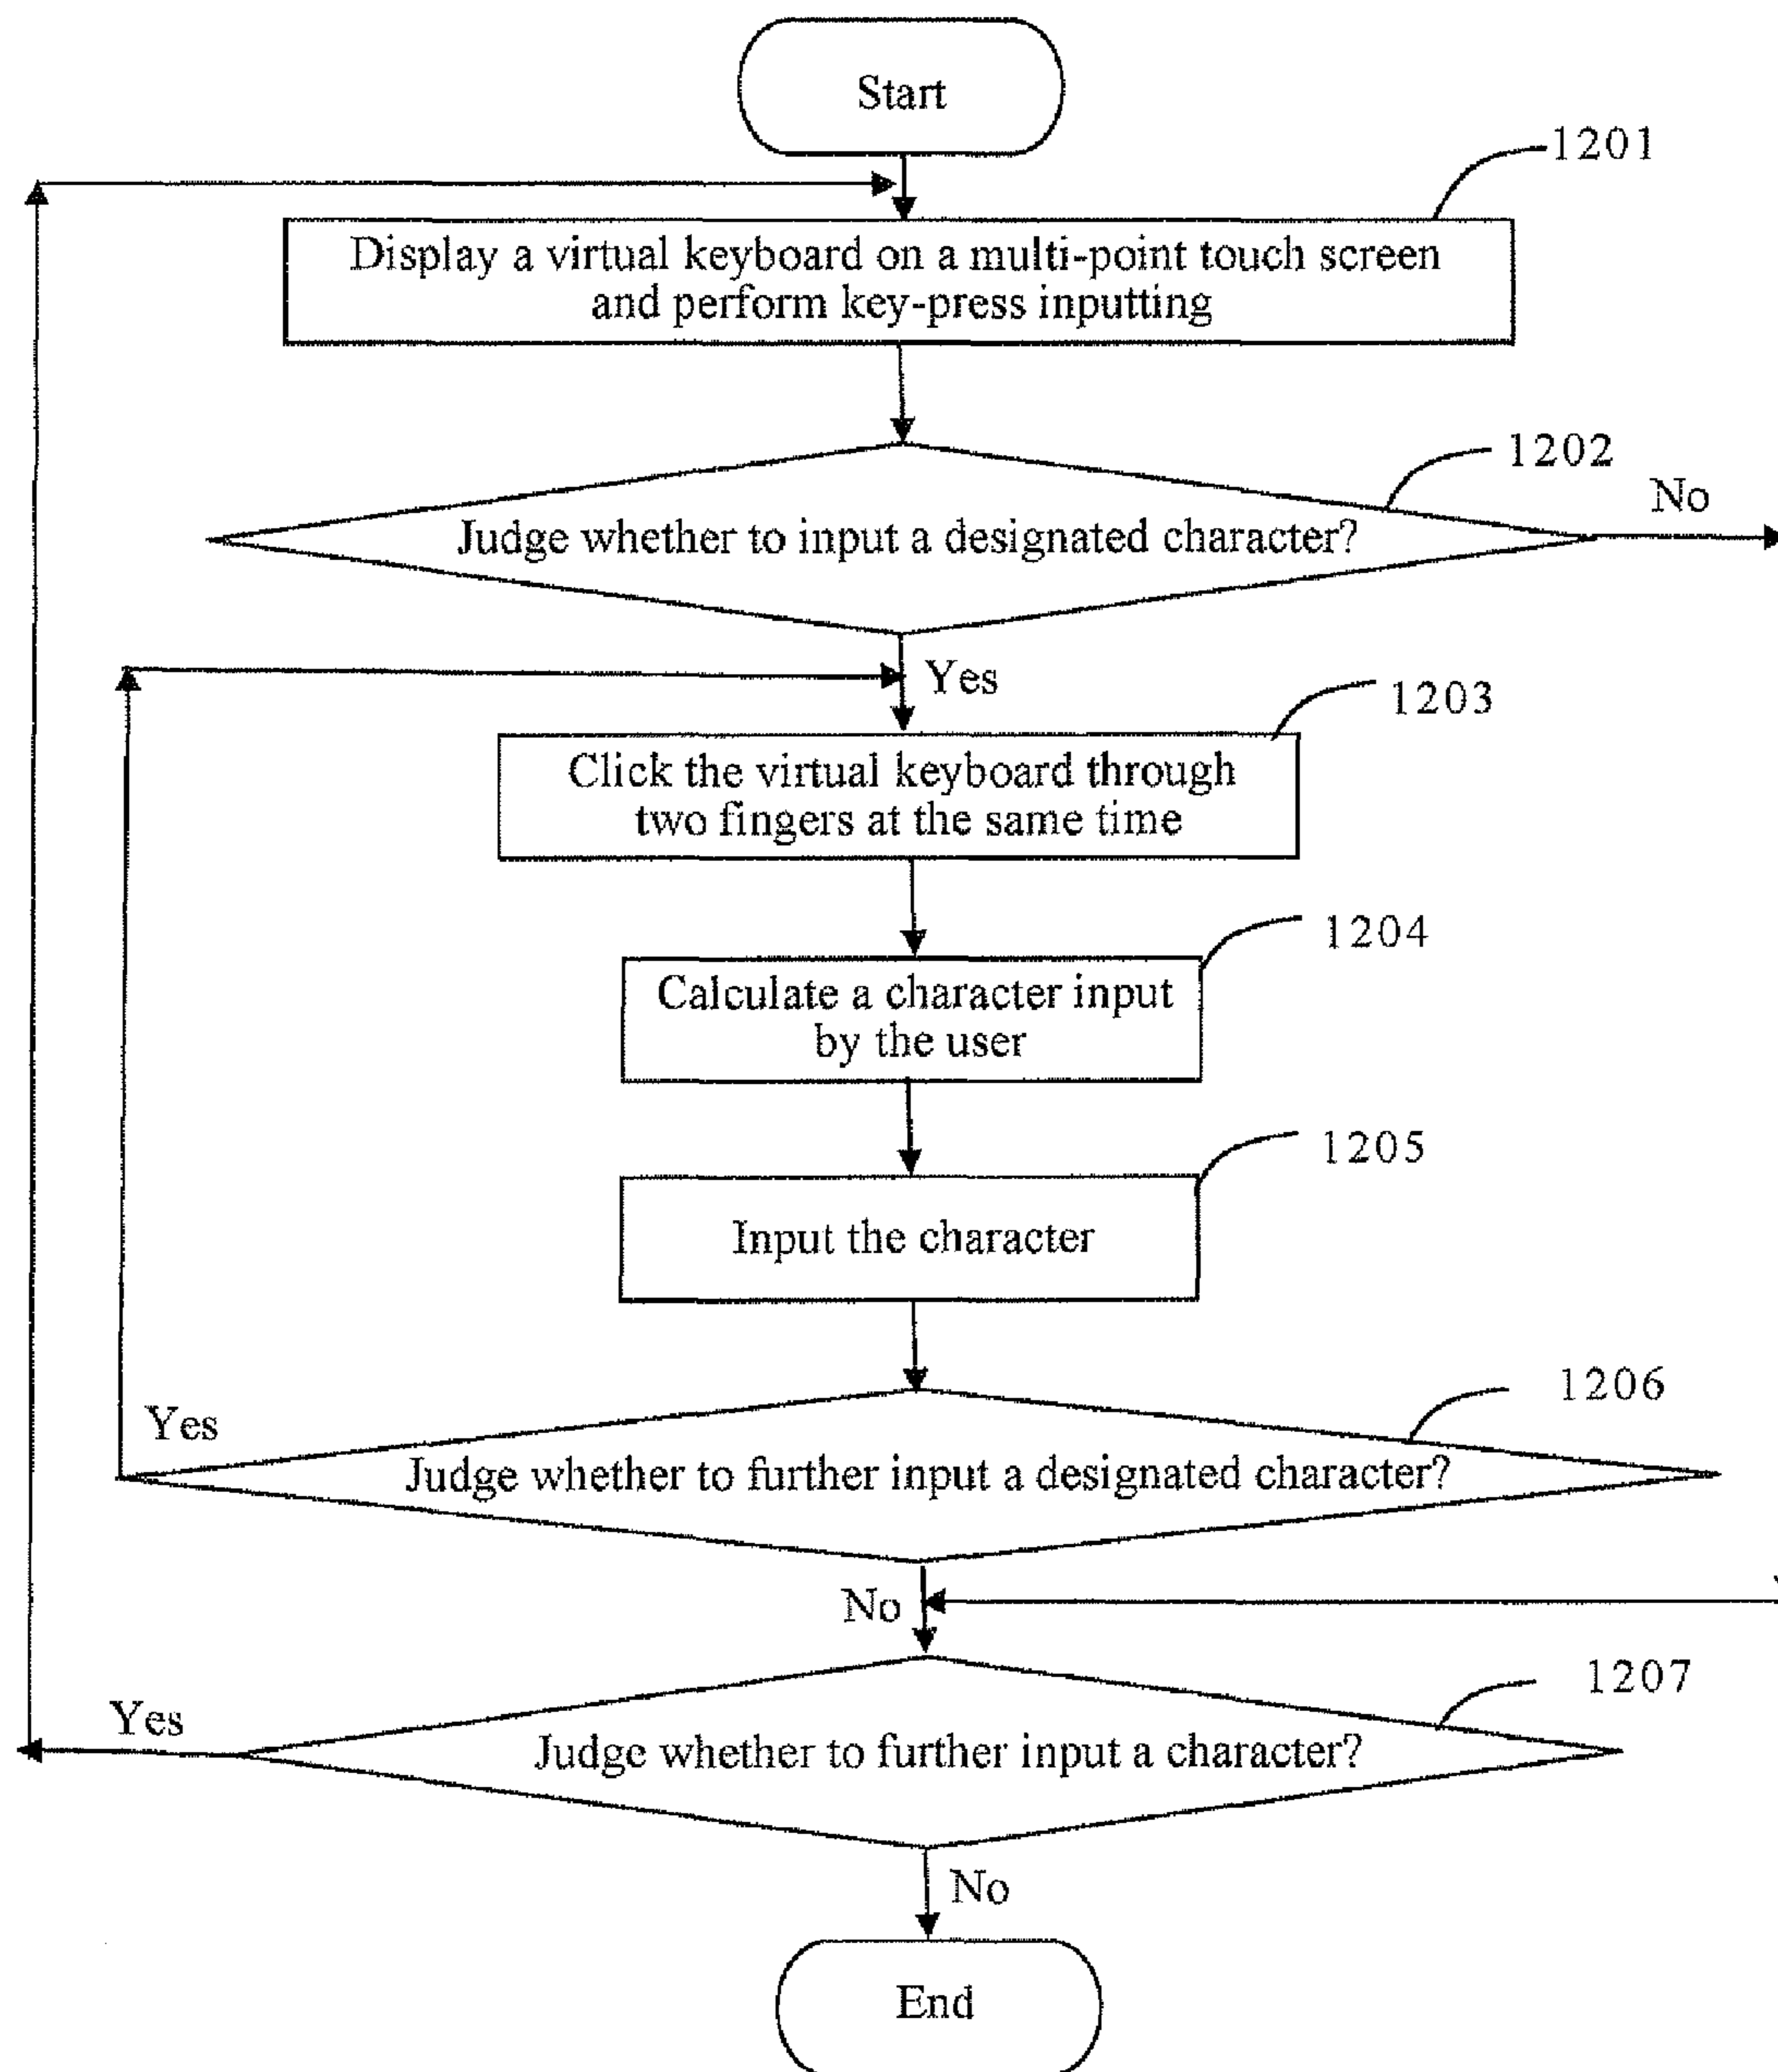 Start
1201
Display a virtual keyboard on a multi-point touch screen
and perform key-press inputting
1202
No
Judge whether to input a designated character?
Yes
1203
Click the virtual keyboard through
two fingers at the same time
1204
Calculate a character input
by the user
1205
Input the character
1206
Yes
Judge whether to further input a designated character?
No
1207
Yes
Judge whether to further input a character?
No
End